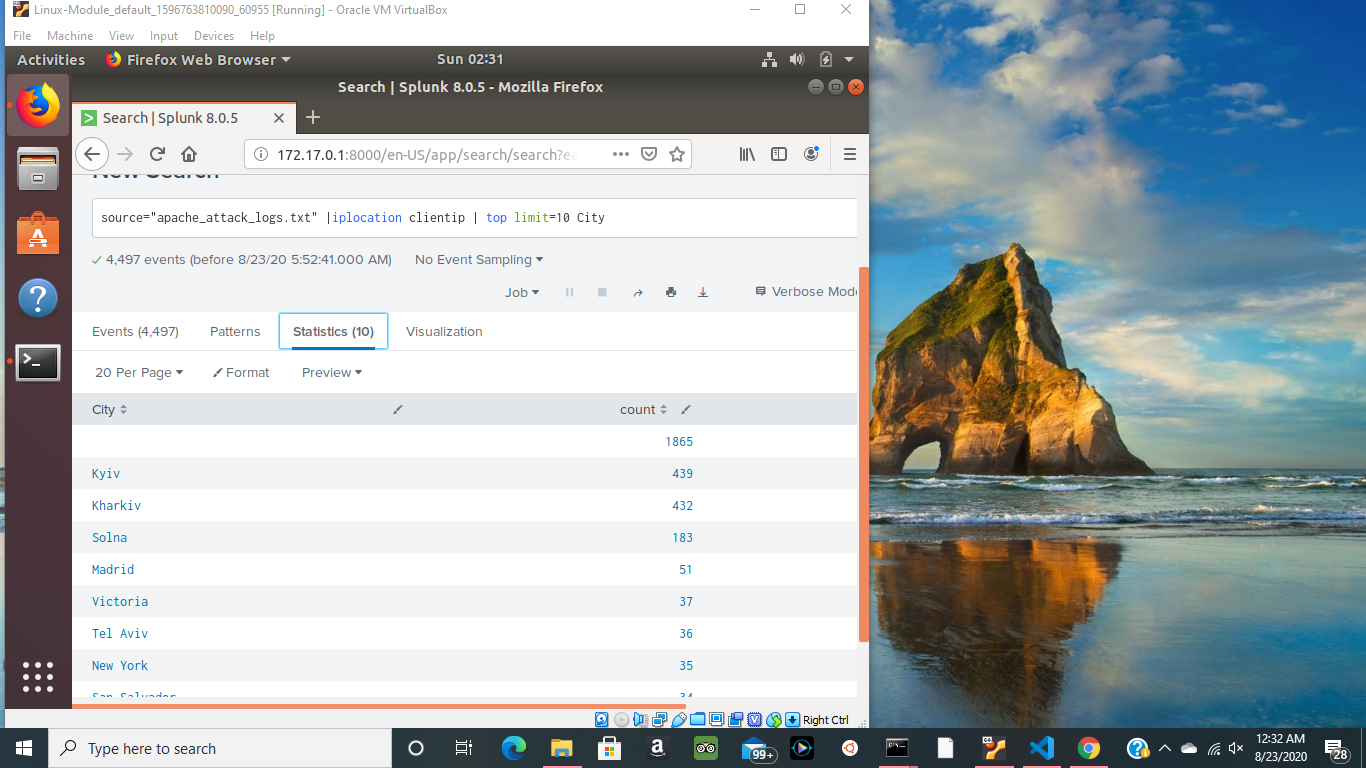 Linux-Module_default_1596763810090_60955 [Running] - Oracle VM VirtualBox
File Machine View Input Devices Help
Activities Firefox Web Browser Sun 02:31
Search | Splunk 8.0.5 - Mozilla Firefox
Search | Splunk 8.0.5
172.17.0.1:8000/en-US/app/search/search?ea
New Search
source="apache_attack_logs.txt" |iplocation clientip | top limit=10 City
4,497 events (before 8/23/20 5:52:41.000 AM) No Event Sampling
Job Verbose Mode
Events (4,497) Patterns Statistics (10) Visualization
20 Per Page Format Preview
City count
1865
Kyiv 439
Kharkiv 432
Solna 183
Madrid 51
Victoria 37
Tel Aviv 36
New York 35
San Salvador 34
Right Ctrl
Type here to search
99+
12:32 AM
8/23/2020
28